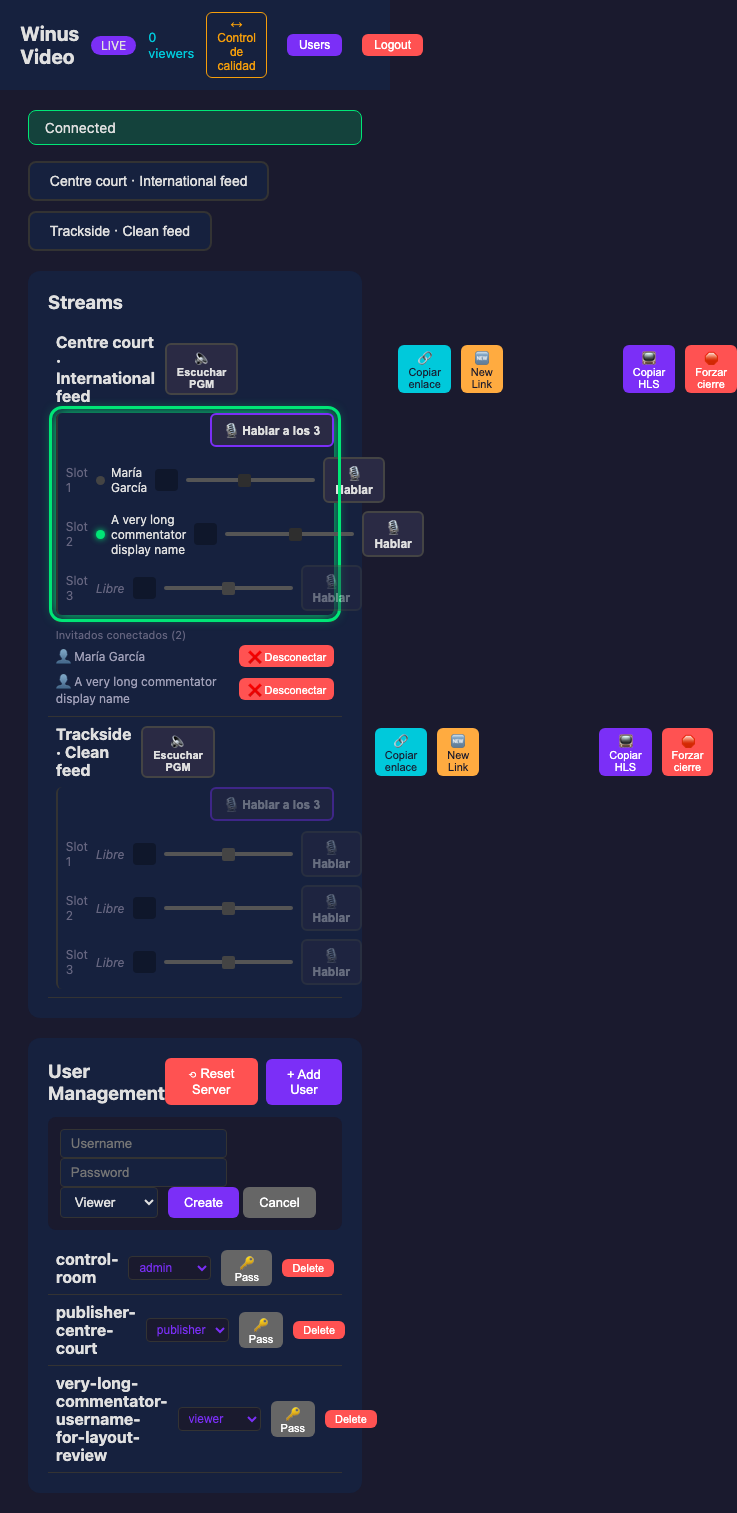 Winus
Video
LIVE
0
viewers
↔
Control
de
calidad
Users
Logout
Connected
Centre court · International feed
Trackside · Clean feed
Streams
Centre court
·
International
feed
🔈
Escuchar
PGM
🔗
Copiar
enlace
🆕
New
Link
📺
Copiar
HLS
🛑
Forzar
cierre
🎙️ Hablar a los 3
Slot
1
María
García
🎙️
Hablar
Slot
2
A very long
commentator
display name
🎙️
Hablar
Slot
3
Libre
🎙️
Hablar
Invitados conectados (2)
👤 María García
❌ Desconectar
👤 A very long commentator
display name
❌ Desconectar
Trackside
· Clean
feed
🔈
Escuchar
PGM
🔗
Copiar
enlace
🆕
New
Link
📺
Copiar
HLS
🛑
Forzar
cierre
🎙️ Hablar a los 3
Slot
1
Libre
🎙️
Hablar
Slot
2
Libre
🎙️
Hablar
Slot
3
Libre
🎙️
Hablar
User
Management
⟲ Reset
Server
+ Add
User
Username
Password
Viewer
Create
Cancel
control-
room
admin
🔑
Pass
Delete
publisher-
centre-
court
publisher
🔑
Pass
Delete
very-long-
commentator-
username-
for-layout-
review
viewer
🔑
Pass
Delete